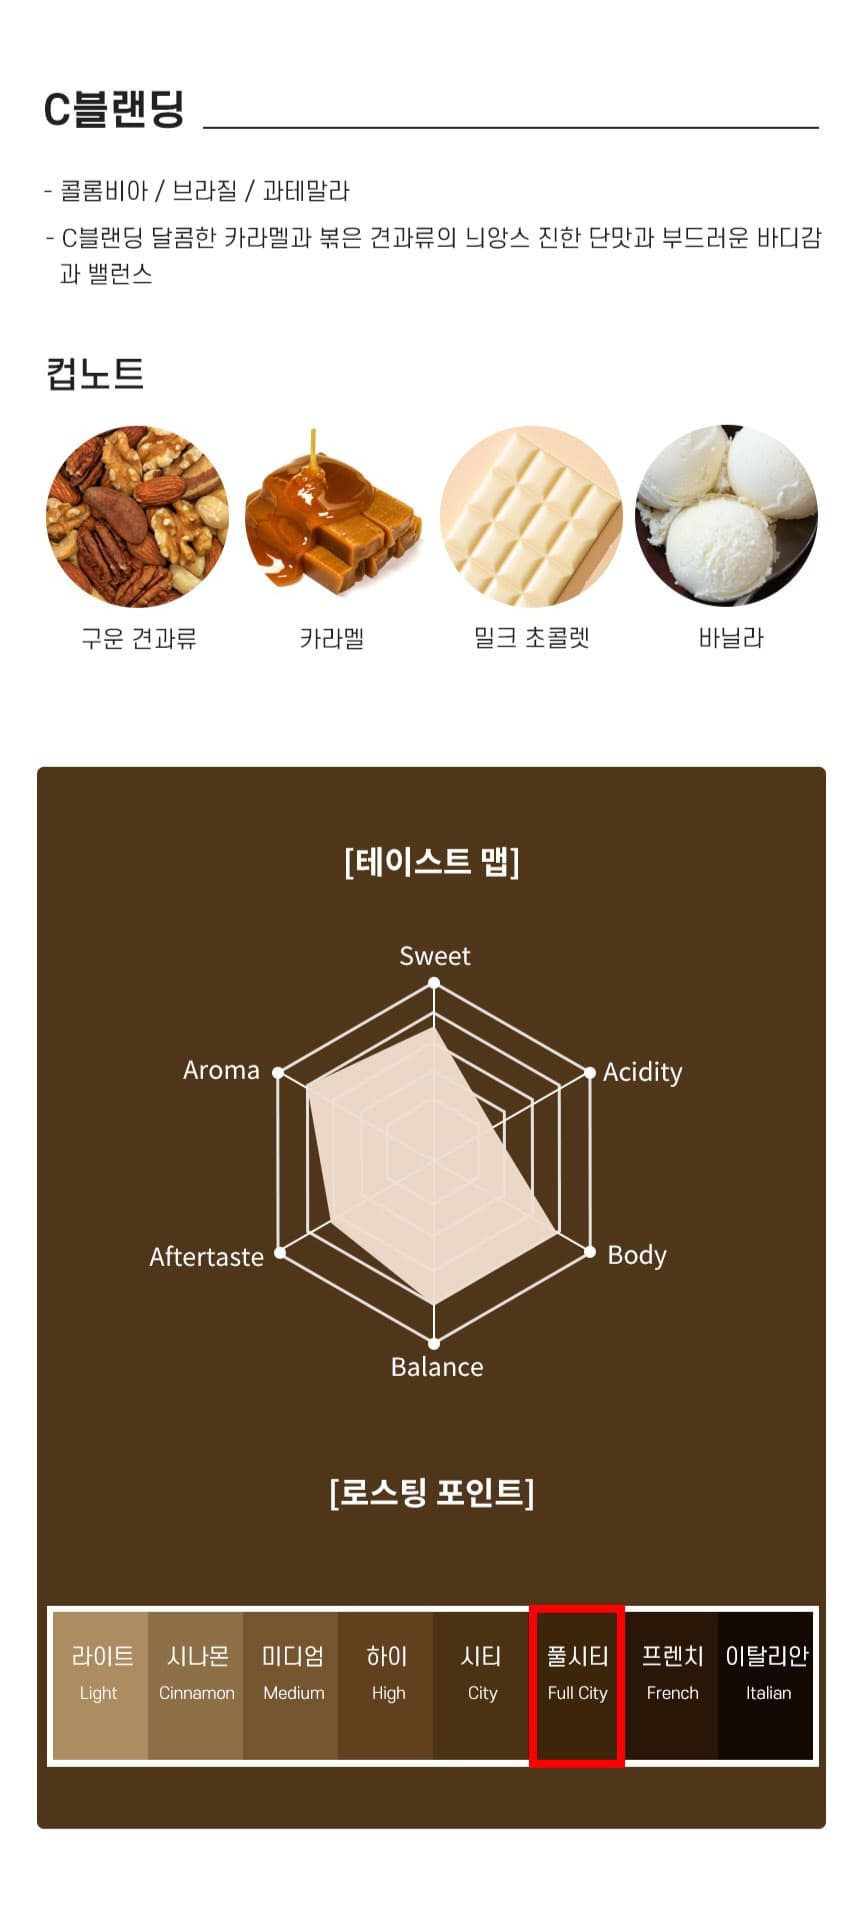 C블랜딩
- 콜롬비아 / 브라질 / 과테말라
- C블랜딩 달콤한 카라멜과 볶은 견과류의 늬앙스 진한 단맛과 부드러운 바디감
과 밸런스
컵노트
구운 견과류 카라멜 밀크 초콜렛 바닐라
[테이스트 맵]
Sweet
Aroma Acidity
Aftertaste Body
Balance
[로스팅 포인트]
라이트 시나몬 미디엄 하이 시티 풀시티 프렌치 이탈리안
Light Cinnamon Medium High City Full City French Italian